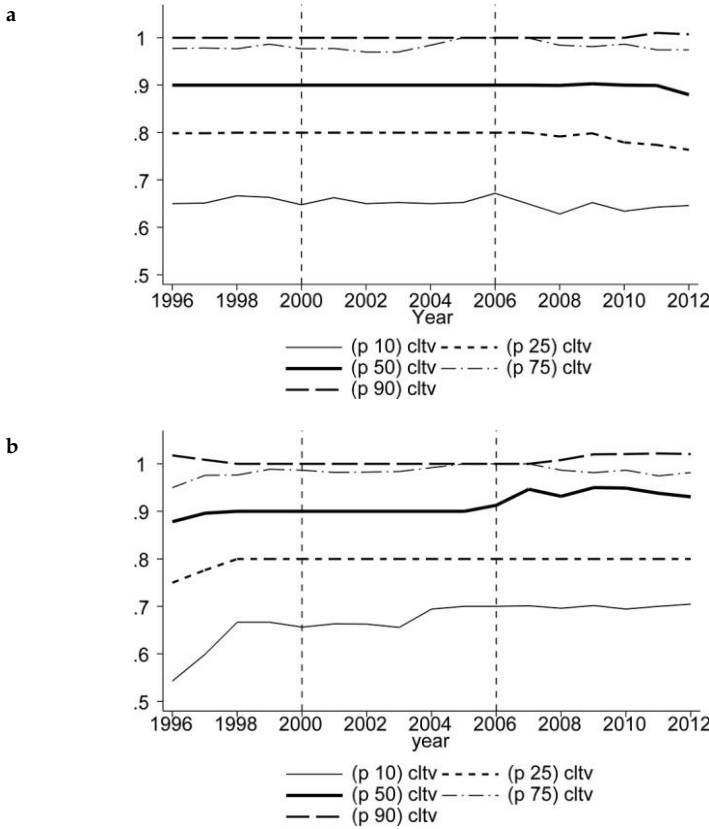 a
1
.9
.8
.7
.6
.5
1996 1998 2000 2002 2004 2006 2008 2010 2012
Year
(p 10) cltv (p 25) cltv
(p 50) cltv (p 75) cltv
(p 90) cltv
b
1
.9
.8
.7
.6
.5
1996 1998 2000 2002 2004 2006 2008 2010 2012
year
(p 10) cltv (p 25) cltv
(p 50) cltv (p 75) cltv
(p 90) cltv